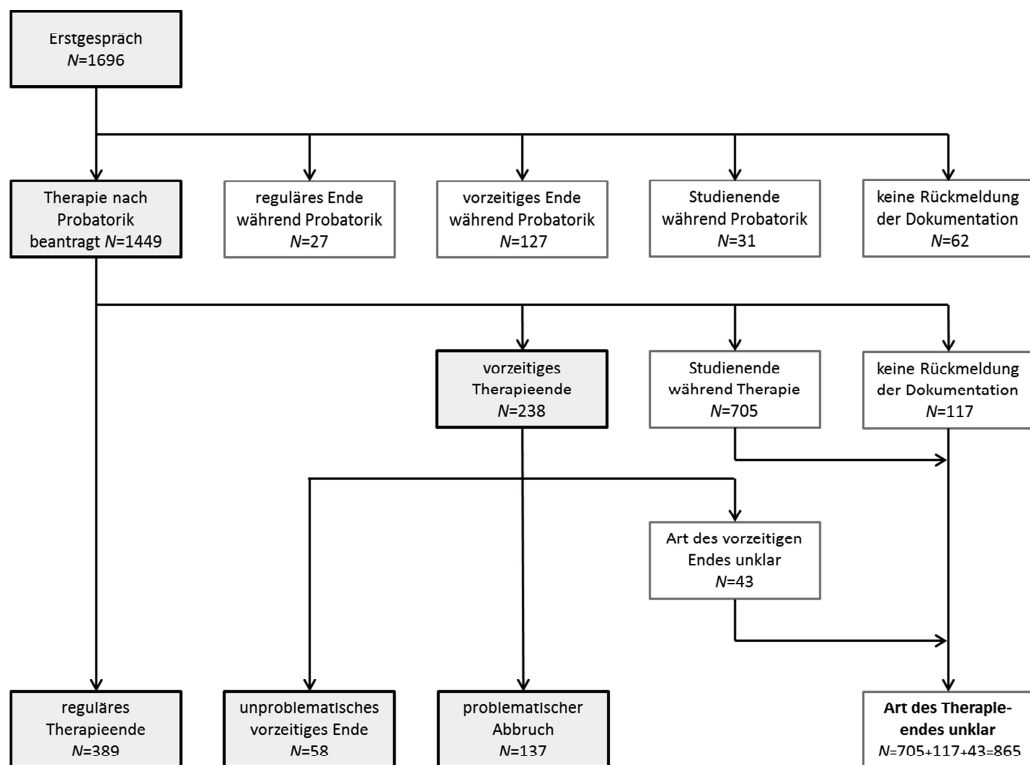 Erstgespräch
N=1696
Therapie nach
Probatorik
beantragt N=1449
reguläres Ende
während Probatorik
N=27
vorzeitiges Ende
während Probatorik
N=127
Studienende
während Probatorik
N=31
keine Rückmeldung
der Dokumentation
N=62
vorzeitiges
Therapieende
N=238
Studienende
während Therapie
N=705
keine Rückmeldung
der Dokumentation
N=117
Art des vorzeitigen
Endes unklar
N=43
reguläres
Therapieende
N=389
unproblematisches
vorzeitiges Ende
N=58
problematischer
Abbruch
N=137
Art des Therapie-
endes unklar
N=705+117+43=865